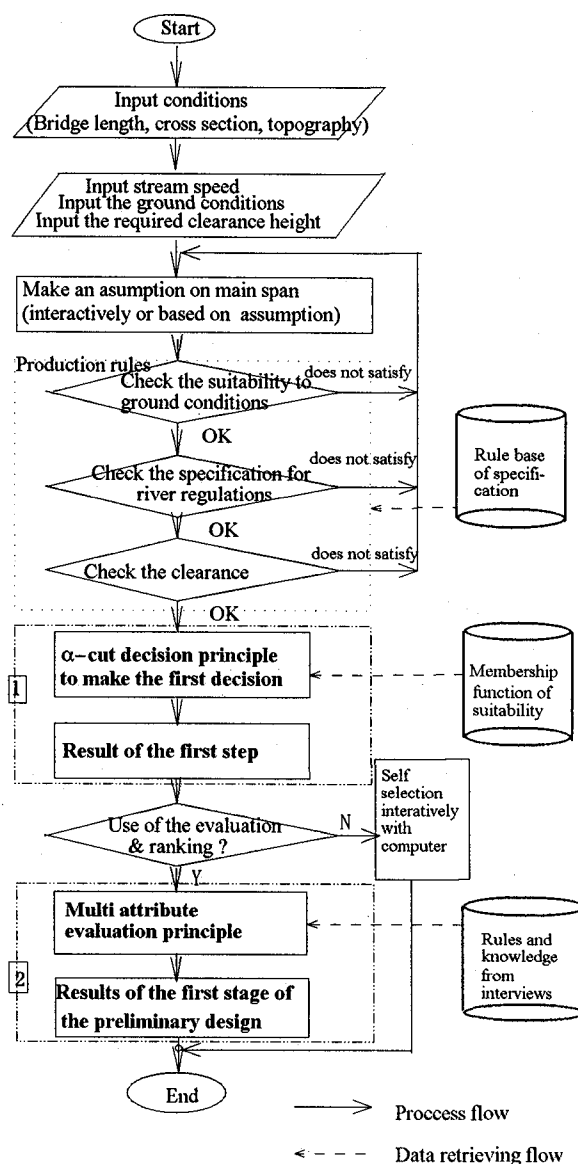 Start
Input conditions
(Bridge length, cross section, topography)
Input stream speed
Input the ground conditions
Input the required clearance height
Make an asumption on main span
(interactively or based on assumption)
Production rules
Check the suitability to
ground conditions
does not satisfy
OK
Check the specification for
river regulations
does not satisfy
Rule base
of specifi-
cation
OK
Check the clearance
does not satisfy
OK
1
α-cut decision principle
to make the first decision
Membership
function of
suitability
Result of the first step
Use of the evaluation
& ranking ?
N
Self
selection
interatively
with
computer
Y
2
Multi attribute
evaluation principle
Rules and
knowledge
from
interviews
Results of the first stage of
the preliminary design
End
Proccess flow
Data retrieving flow